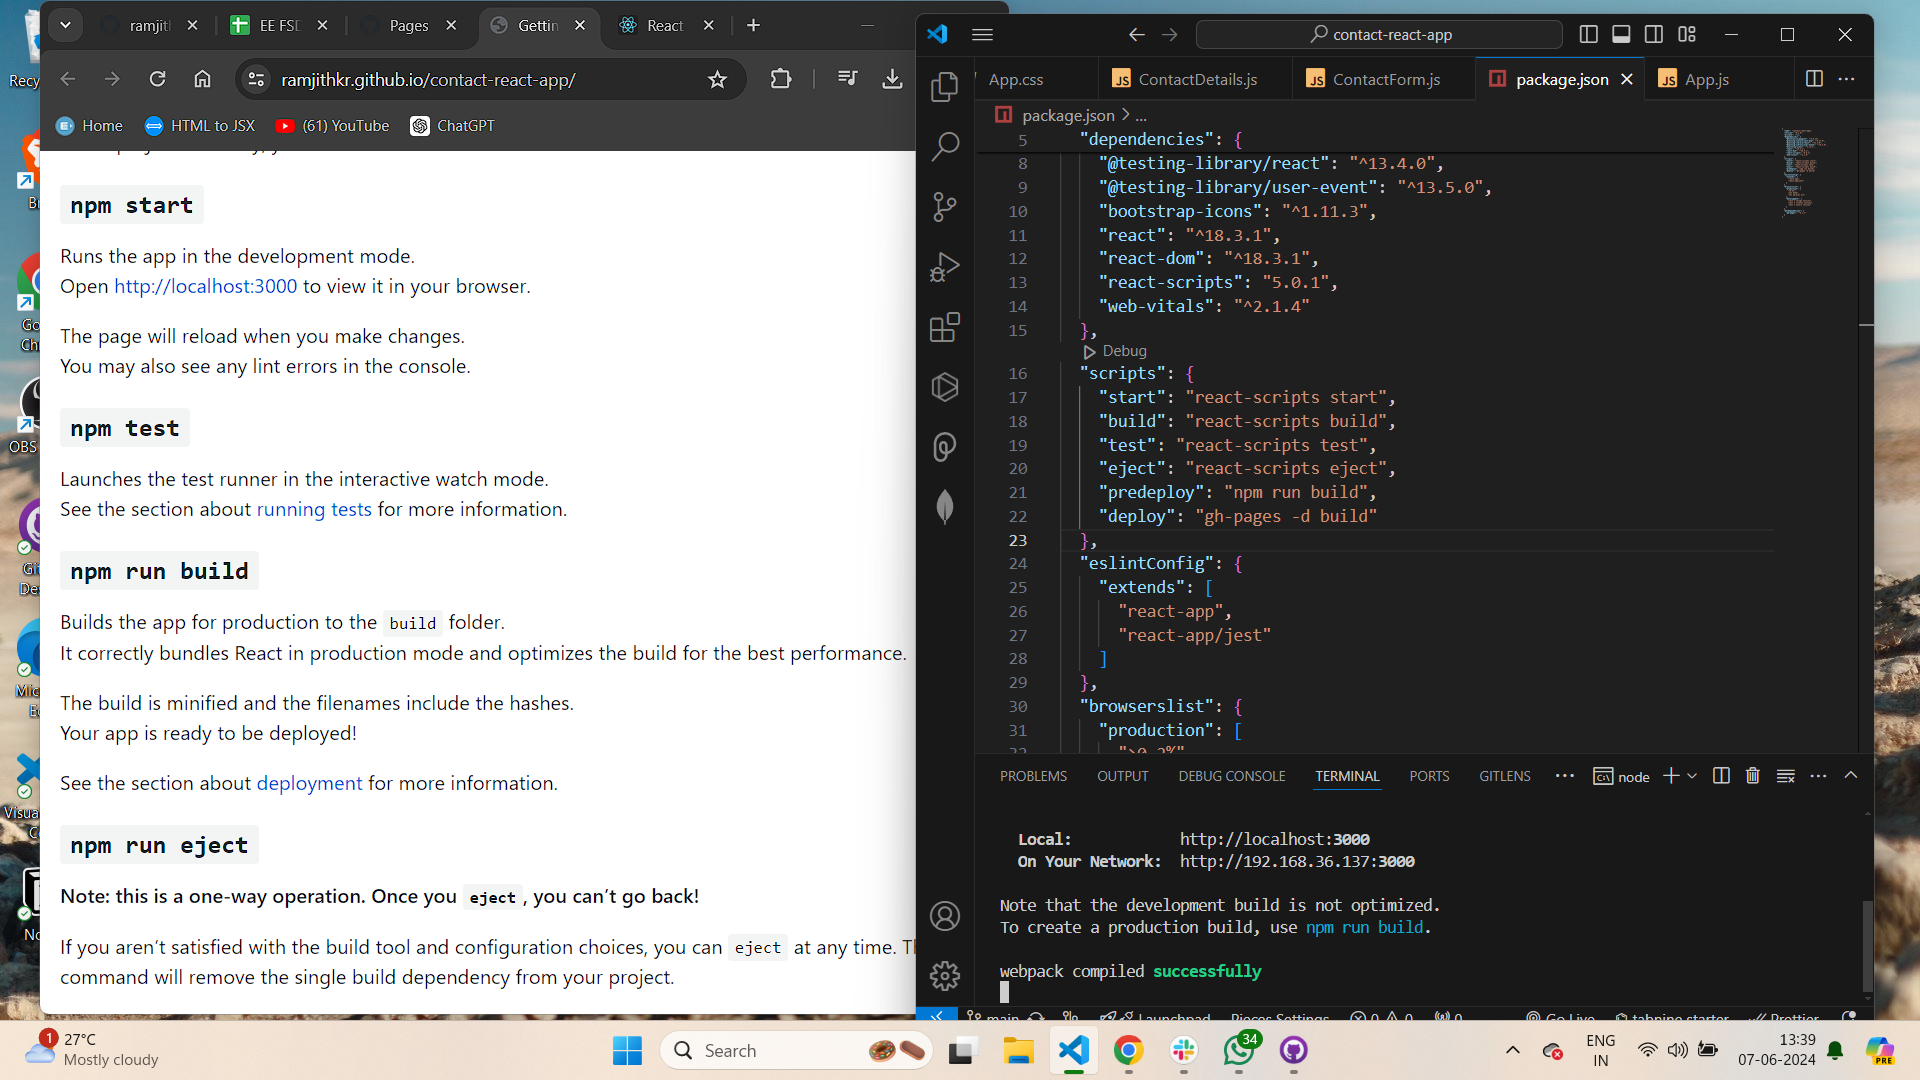 ramjitl
EE FSD
Pages
Gettin
React
ramjithkr.github.io/contact-react-app/
Home
HTML to JSX
(61) YouTube
ChatGPT
npm start
Runs the app in the development mode.
Open http://localhost:3000 to view it in your browser.
The page will reload when you make changes.
You may also see any lint errors in the console.
npm test
Launches the test runner in the interactive watch mode.
See the section about running tests for more information.
npm run build
Builds the app for production to the build folder.
It correctly bundles React in production mode and optimizes the build for the best performance.
The build is minified and the filenames include the hashes.
Your app is ready to be deployed!
See the section about deployment for more information.
npm run eject
Note: this is a one-way operation. Once you eject, you can't go back!
If you aren't satisfied with the build tool and configuration choices, you can eject at any time. Th
command will remove the single build dependency from your project.
Recy
OBS
contact-react-app
App.css
JS ContactDetails.js
JS ContactForm.js
package.json
JS App.js
package.json > ...
5 "dependencies": {
8 "@testing-library/react": "^13.4.0",
9 "@testing-library/user-event": "^13.5.0",
10 "bootstrap-icons": "^1.11.3",
11 "react": "^18.3.1",
12 "react-dom": "^18.3.1",
13 "react-scripts": "5.0.1",
14 "web-vitals": "^2.1.4"
15 },
Debug
16 "scripts": {
17 "start": "react-scripts start",
18 "build": "react-scripts build",
19 "test": "react-scripts test",
20 "eject": "react-scripts eject",
21 "predeploy": "npm run build",
22 "deploy": "gh-pages -d build"
23 },
24 "eslintConfig": {
25 "extends": [
26 "react-app",
27 "react-app/jest"
28 ]
29 },
30 "browserslist": {
31 "production": [
32 ">0.2%",
PROBLEMS
OUTPUT
DEBUG CONSOLE
TERMINAL
PORTS
GITLENS
node
Local: http://localhost:3000
On Your Network: http://192.168.36.137:3000
Note that the development build is not optimized.
To create a production build, use npm run build.
webpack compiled successfully
main
Launchpad
Pieces Settings
0
0
0
Go Live
tabnine starter
Prettier
1
27°C
Mostly cloudy
Search
34
ENG
IN
13:39
07-06-2024
PRE